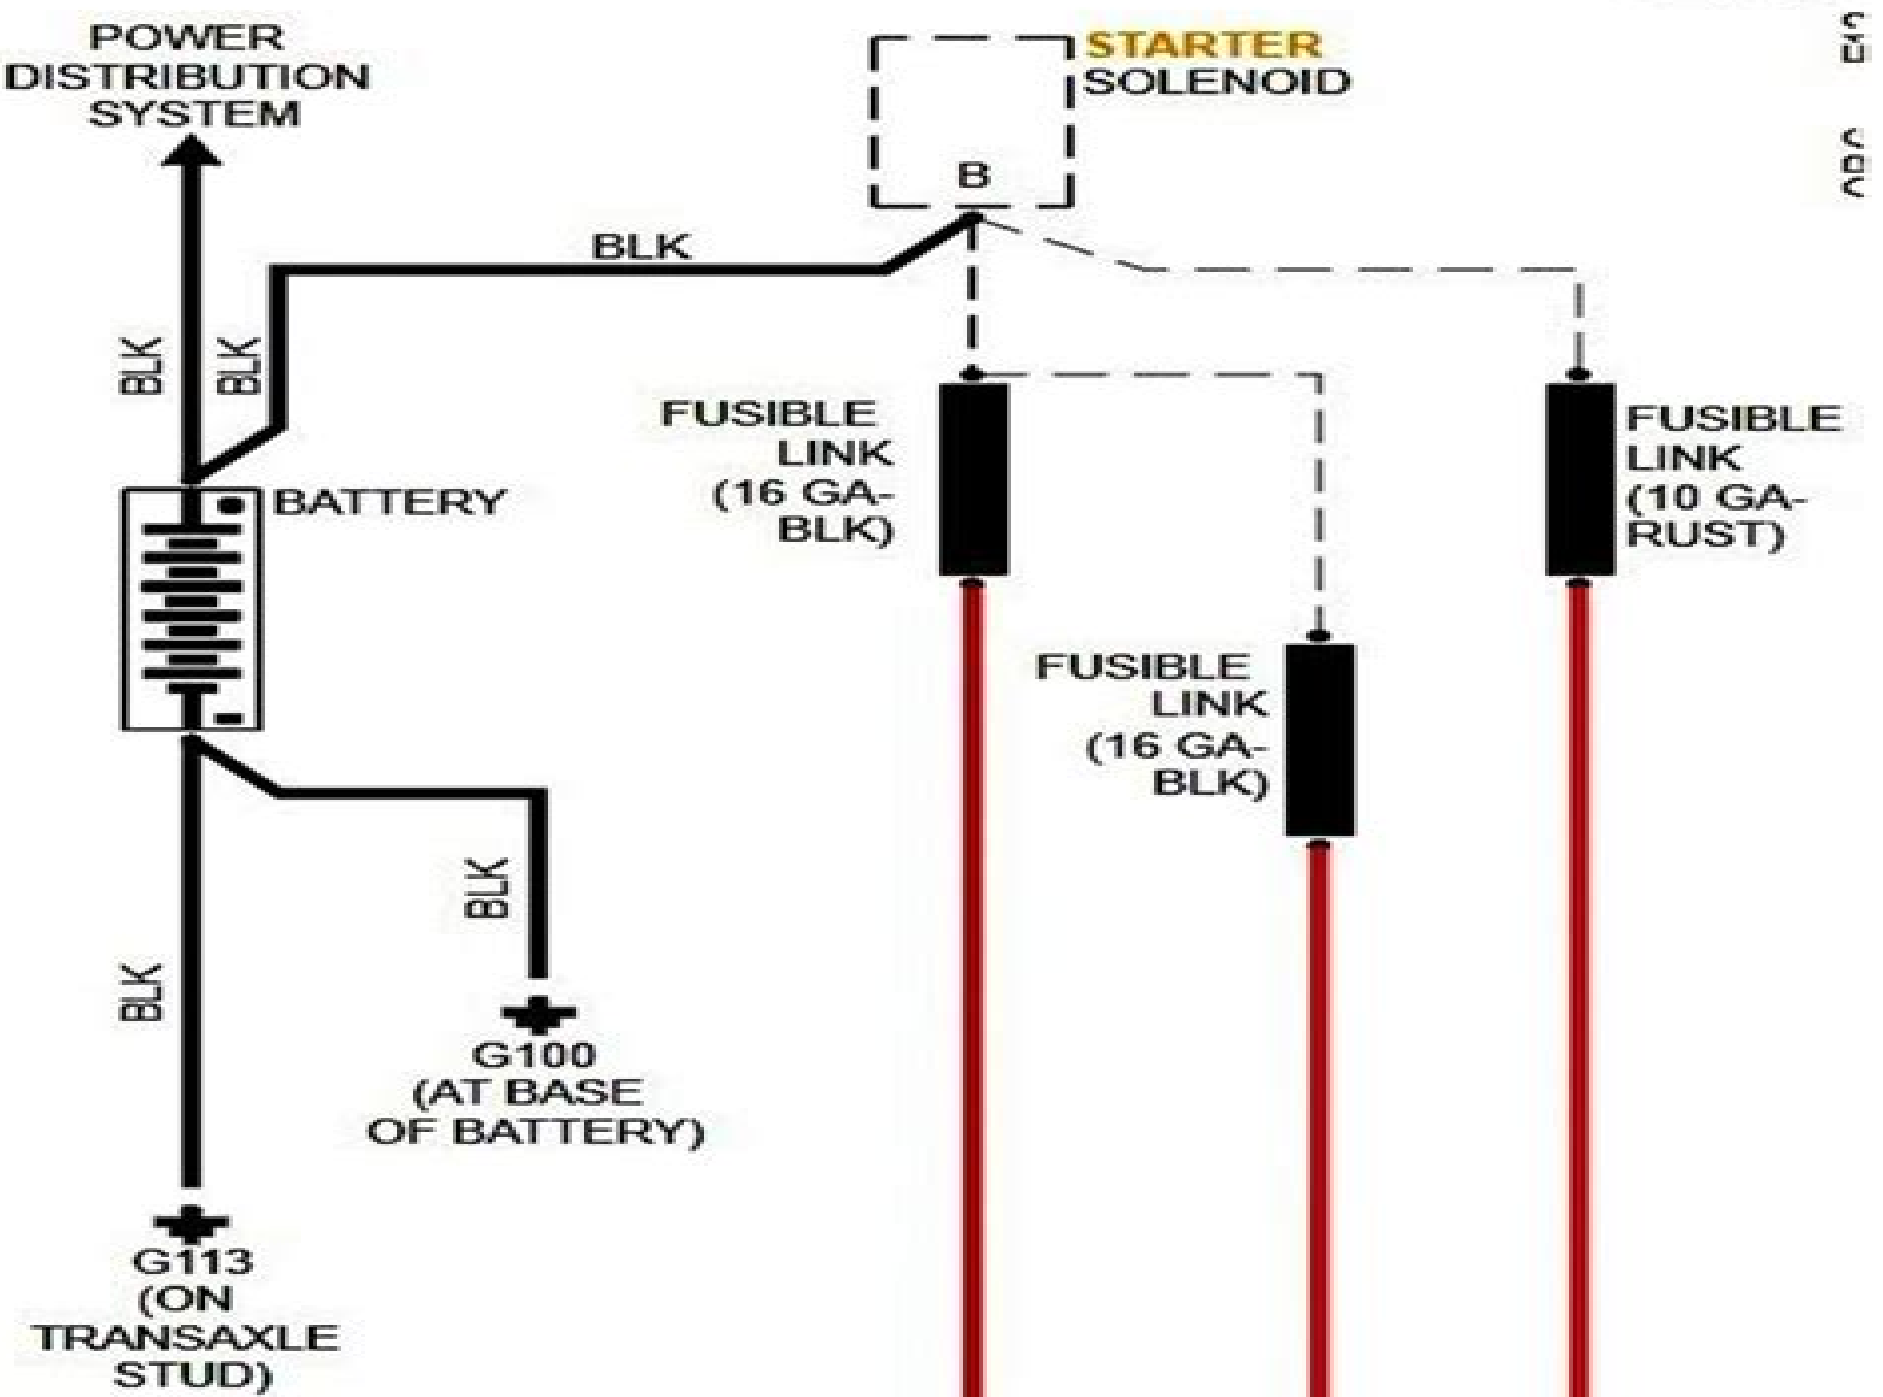 POWER
DISTRIBUTION
SYSTEM
STARTER
SOLENOID
B
BLK
BLK
BLK
BATTERY
FUSIBLE
LINK
(16 GA-
BLK)
FUSIBLE
LINK
(10 GA-
RUST)
FUSIBLE
LINK
(16 GA-
BLK)
BLK
BLK
G100
(AT BASE
OF BATTERY)
G113
(ON
TRANSAXLE
STUD)